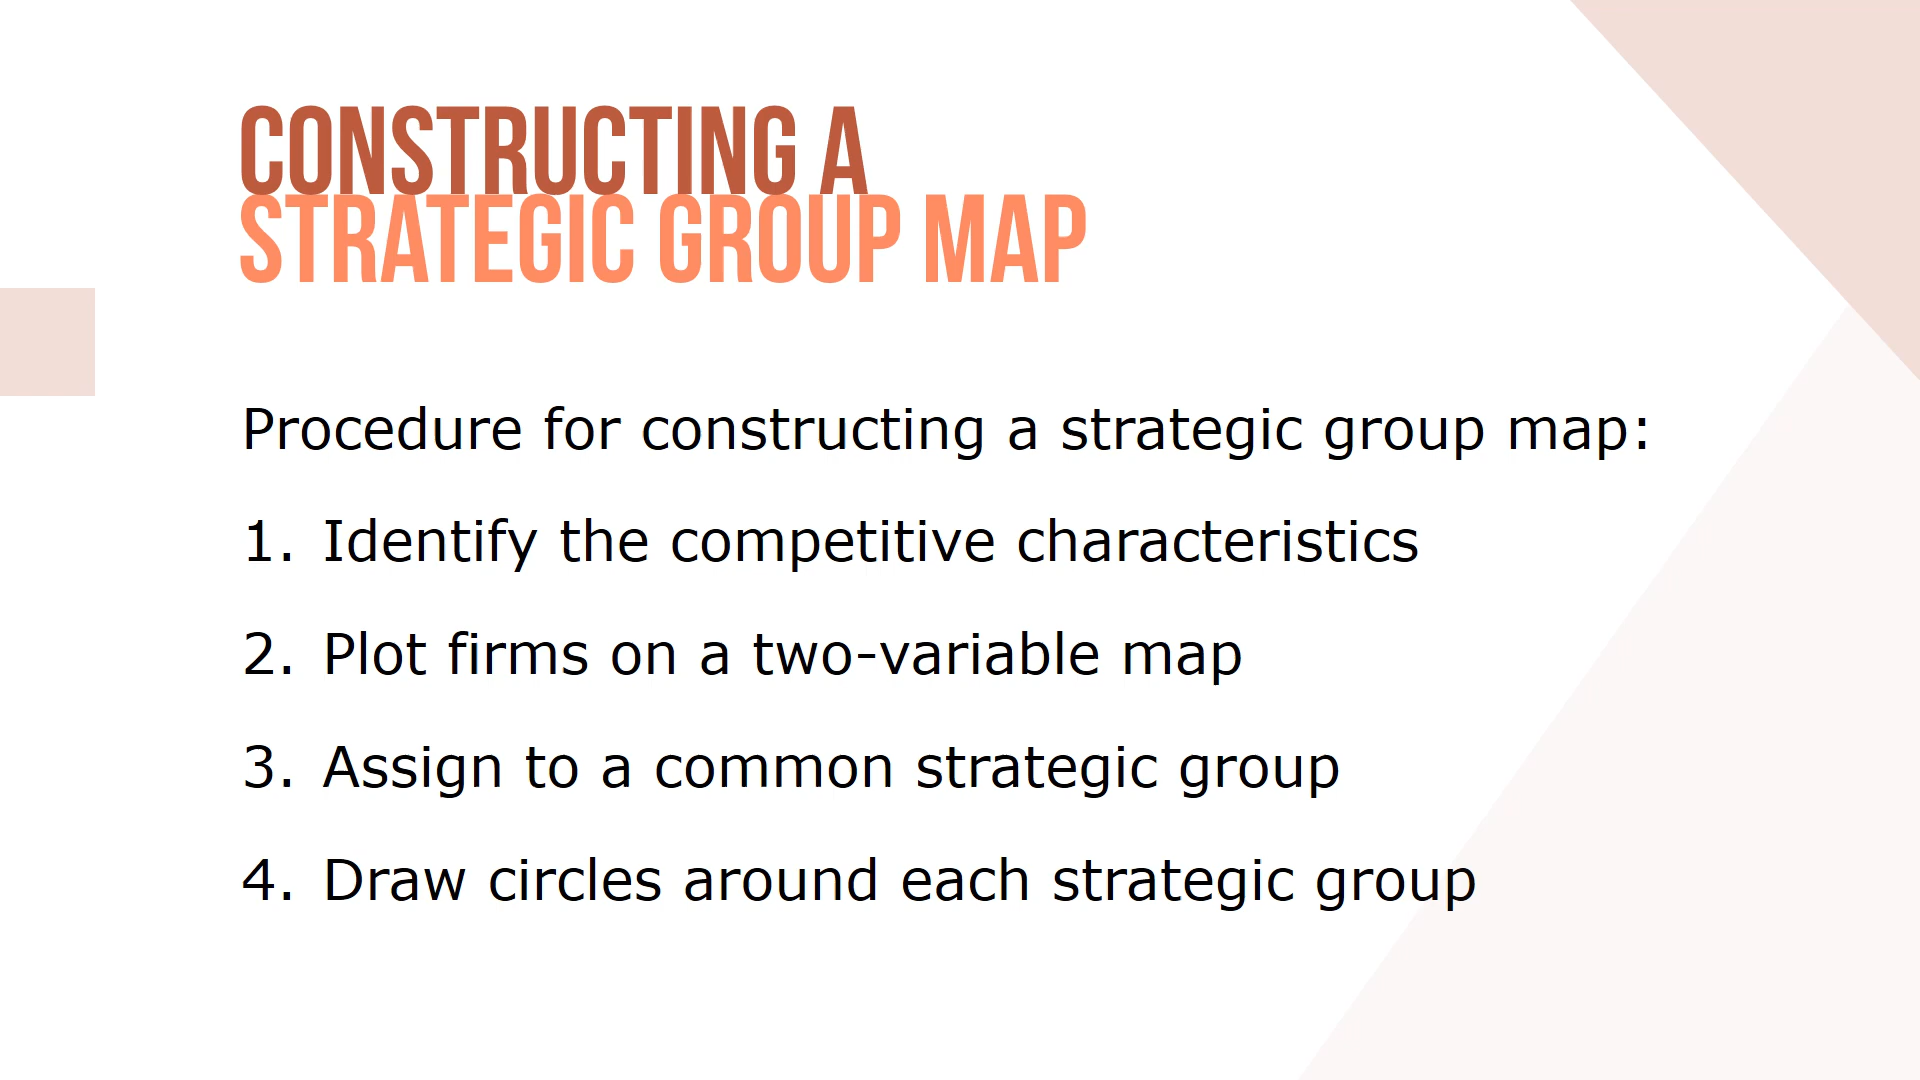 CONSTRUCTING A
STRATEGIC GROUP MAP
Procedure for constructing a strategic group map:
1. Identify the competitive characteristics
2. Plot firms on a two-variable map
3. Assign to a common strategic group
4. Draw circles around each strategic group